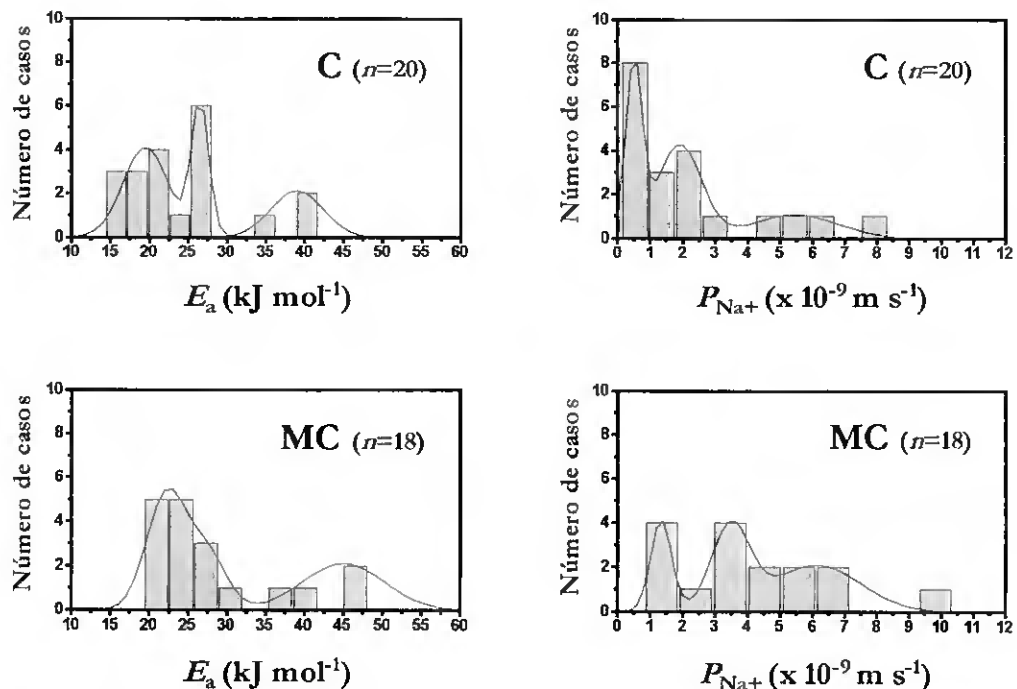 Número de casos
10
8
6
4
2
0
C (n=20)
10 15 20 25 30 35 40 45 50 55 60
Ea (kJ mol-1)
Número de casos
10
8
6
4
2
0
C (n=20)
0 1 2 3 4 5 6 7 8 9 10 11 12
PNa+ (x 10-9 m s-1)
Número de casos
10
8
6
4
2
0
MC (n=18)
10 15 20 25 30 35 40 45 50 55 60
Ea (kJ mol-1)
Número de casos
10
8
6
4
2
0
MC (n=18)
0 1 2 3 4 5 6 7 8 9 10 11 12
PNa+ (x 10-9 m s-1)